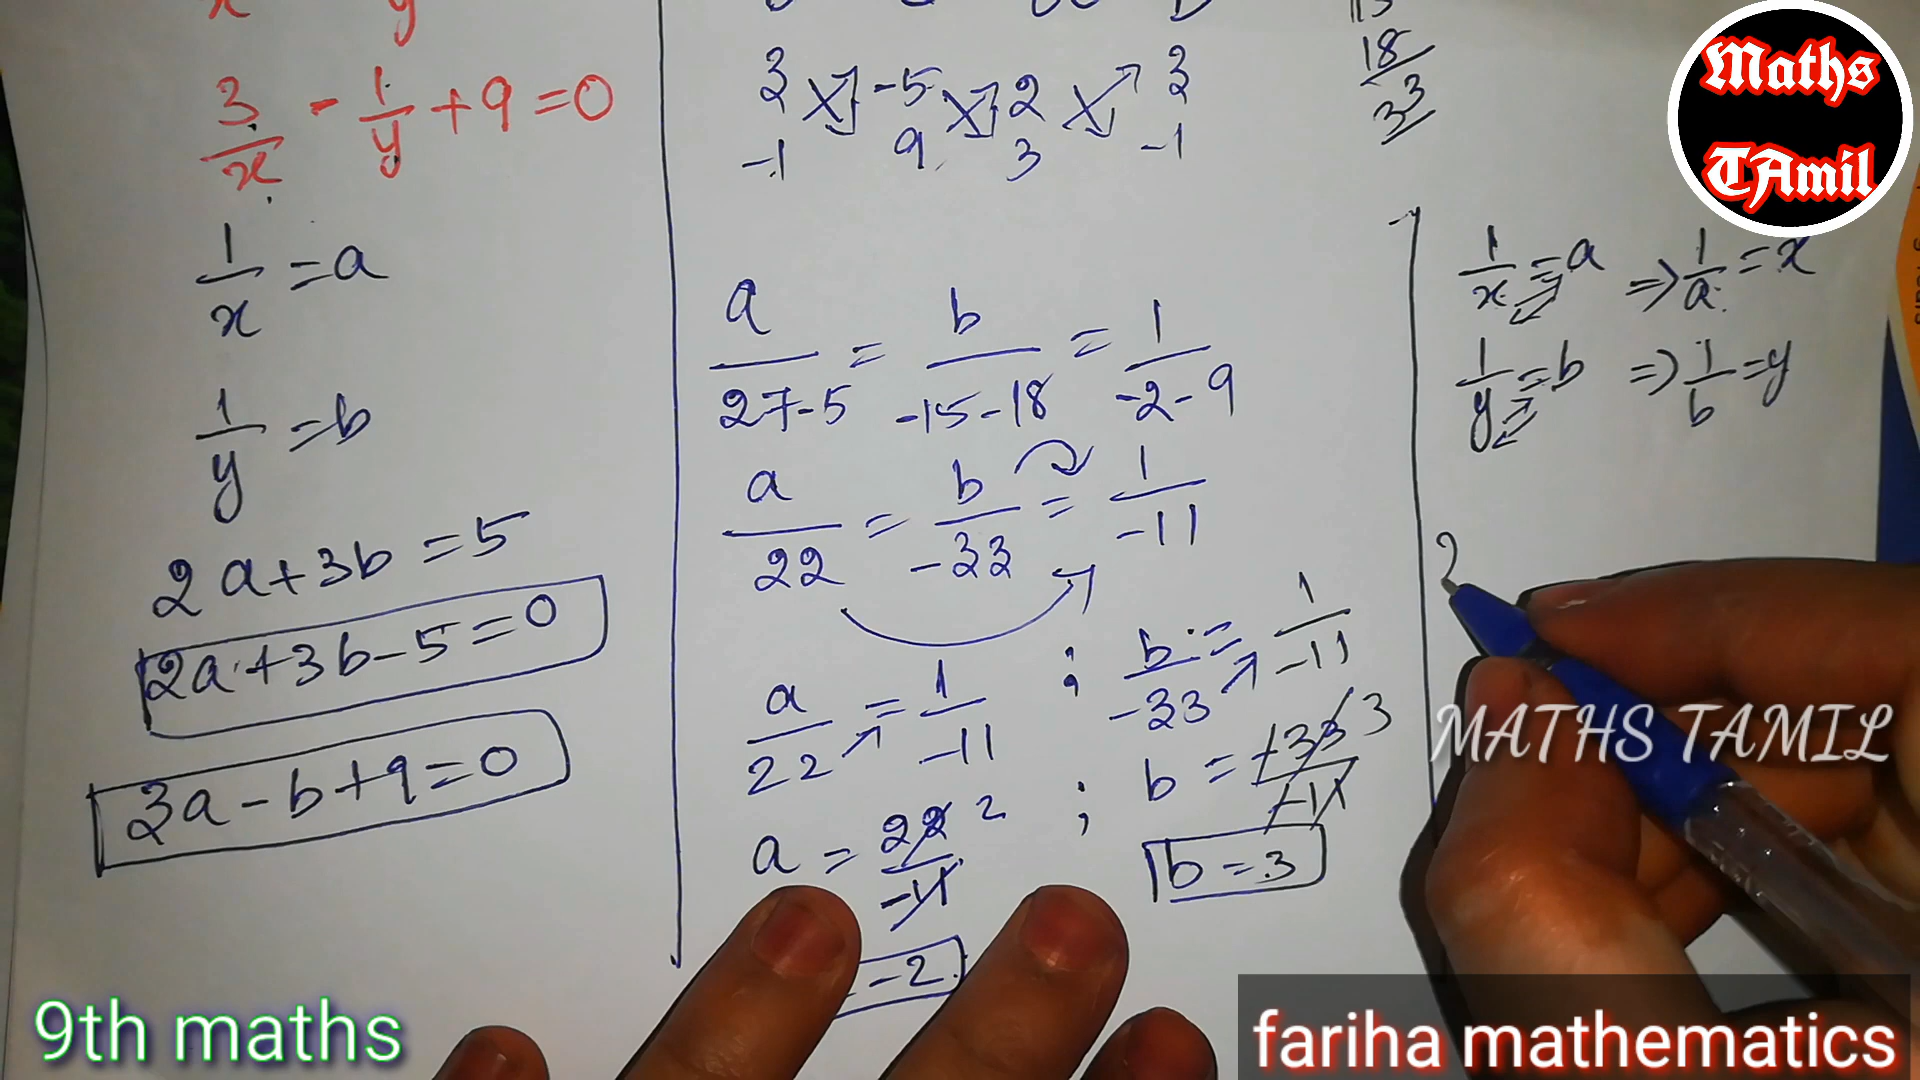 x y
3/x - 1/y + 9 = 0
1/x = a
1/y = b
2a + 3b = 5
2a + 3b - 5 = 0
3a - b + 9 = 0
3 -5 2 3
-1 9 3 -1
a/27-5 = b/-15-18 = 1/-2-9
a/22 = b/-33 = 1/-11
a/22 = 1/-11 ; b/-33 = 1/-11
a = 22/-11 2 ; b = -33/-11 3
= -2
b = 3
18
33
1/x = a ⇒ 1/a = x
1/y = b ⇒ 1/b = y
Maths
TAmil
MATHS TAMIL
9th maths
fariha mathematics